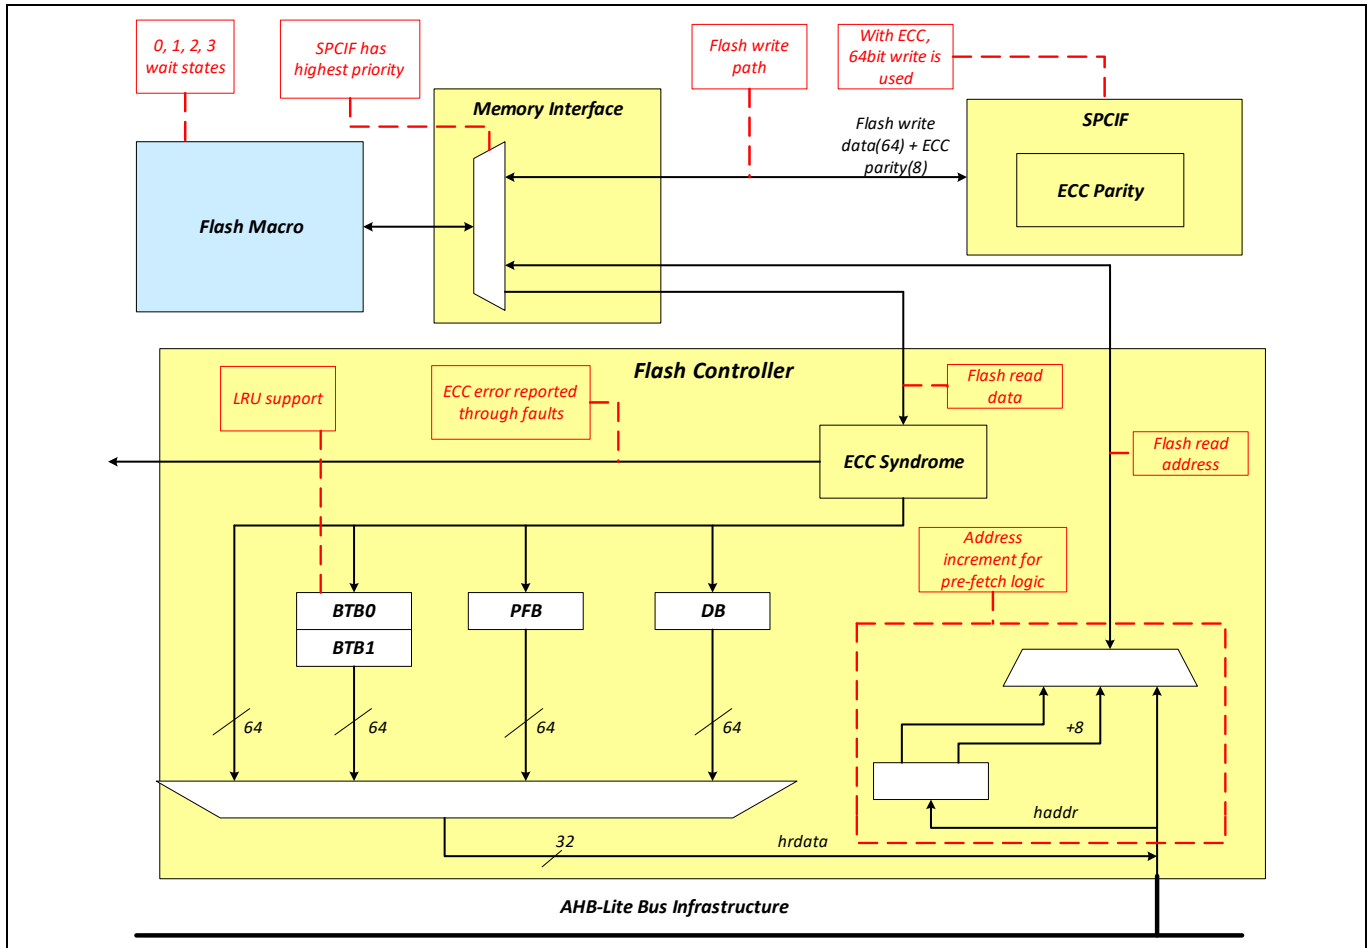 0, 1, 2, 3
wait states
SPCIF has
highest priority
Flash write
path
With ECC,
64bit write is
used
Memory Interface
SPCIF
Flash write
data(64) + ECC
parity(8)
ECC Parity
Flash Macro
Flash Controller
LRU support
ECC error reported
through faults
Flash read
data
ECC Syndrome
Flash read
address
Address
increment for
pre-fetch logic
BTB0
BTB1
PFB
DB
64
64
64
64
+8
haddr
32
hrdata
AHB-Lite Bus Infrastructure